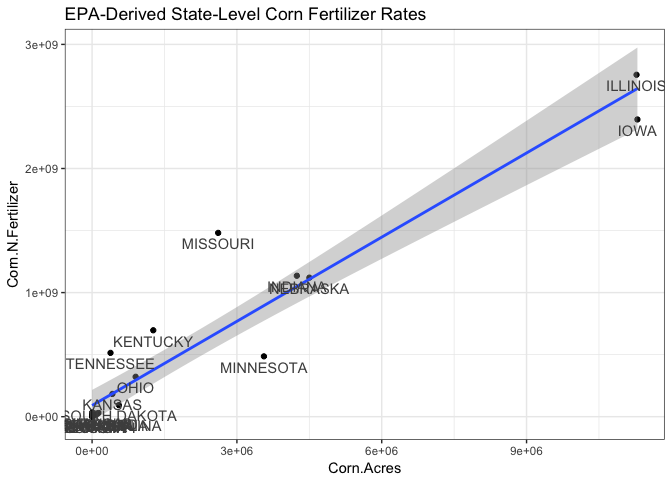 EPA-Derived State-Level Corn Fertilizer Rates
3e+09
ILLINOIS
IOWA
2e+09
Corn.N.Fertilizer
MISSOURI
INDIANA
NEBRASKA
1e+09
KENTUCKY
TENNESSEE
MINNESOTA
OHIO
KANSAS
SOUTH DAKOTA
0e+00
0e+00 3e+06 6e+06 9e+06
Corn.Acres